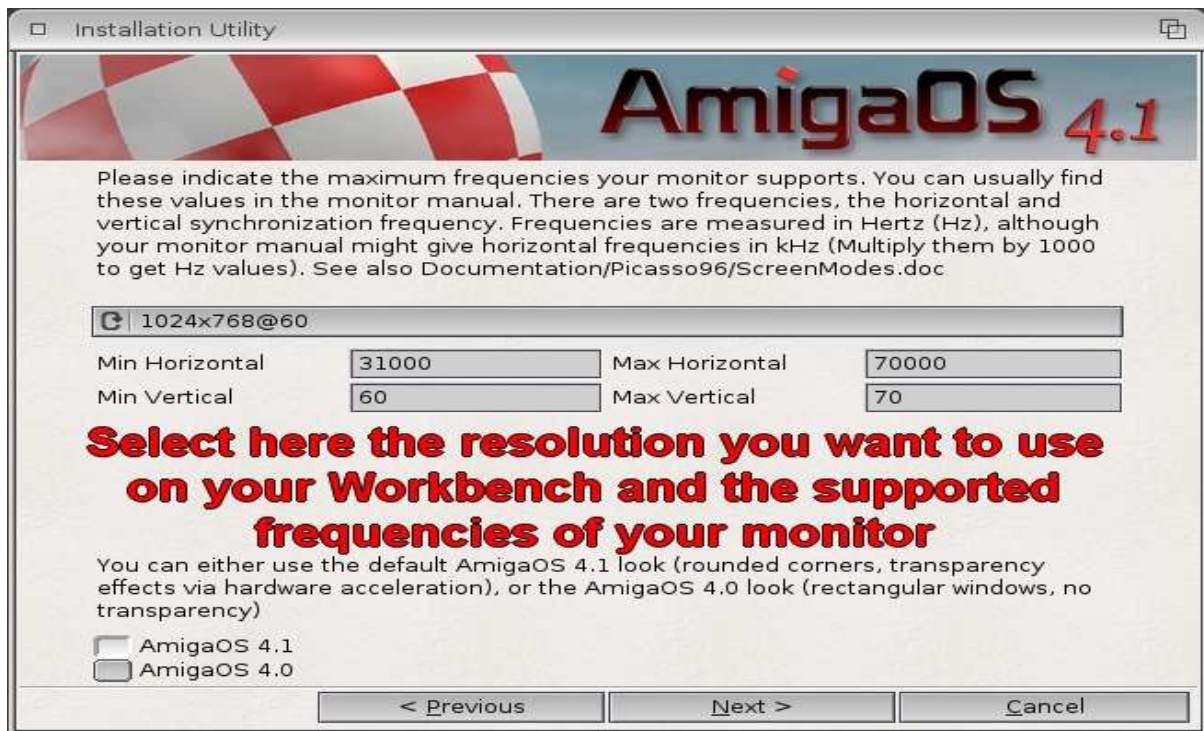 Installation Utility
AmigaOS 4.1
Please indicate the maximum frequencies your monitor supports. You can usually find
these values in the monitor manual. There are two frequencies, the horizontal and
vertical synchronization frequency. Frequencies are measured in Hertz (Hz), although
your monitor manual might give horizontal frequencies in kHz (Multiply them by 1000
to get Hz values). See also Documentation/Picasso96/ScreenModes.doc
1024x768@60
Min Horizontal 31000 Max Horizontal 70000
Min Vertical 60 Max Vertical 70
Select here the resolution you want to use
on your Workbench and the supported
frequencies of your monitor
You can either use the default AmigaOS 4.1 look (rounded corners, transparency
effects via hardware acceleration), or the AmigaOS 4.0 look (rectangular windows, no
transparency)
AmigaOS 4.1
AmigaOS 4.0
< Previous Next > Cancel